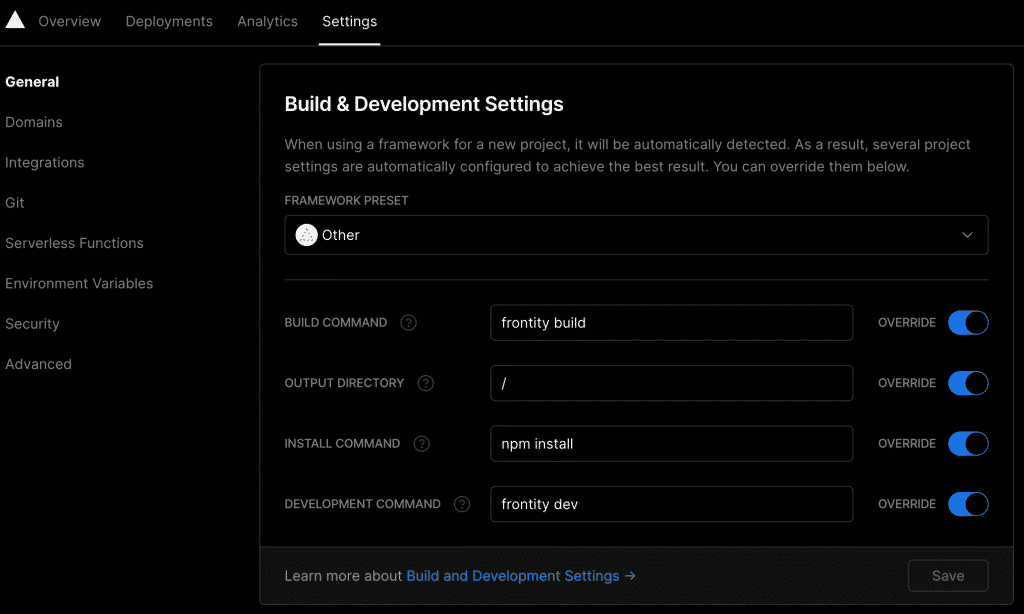 Overview Deployments Analytics Settings
General
Domains
Integrations
Git
Serverless Functions
Environment Variables
Security
Advanced
Build & Development Settings
When using a framework for a new project, it will be automatically detected. As a result, several project
settings are automatically configured to achieve the best result. You can override them below.
FRAMEWORK PRESET
Other
BUILD COMMAND ? frontity build OVERRIDE
OUTPUT DIRECTORY ? / OVERRIDE
INSTALL COMMAND ? npm install OVERRIDE
DEVELOPMENT COMMAND ? frontity dev OVERRIDE
Learn more about Build and Development Settings → Save